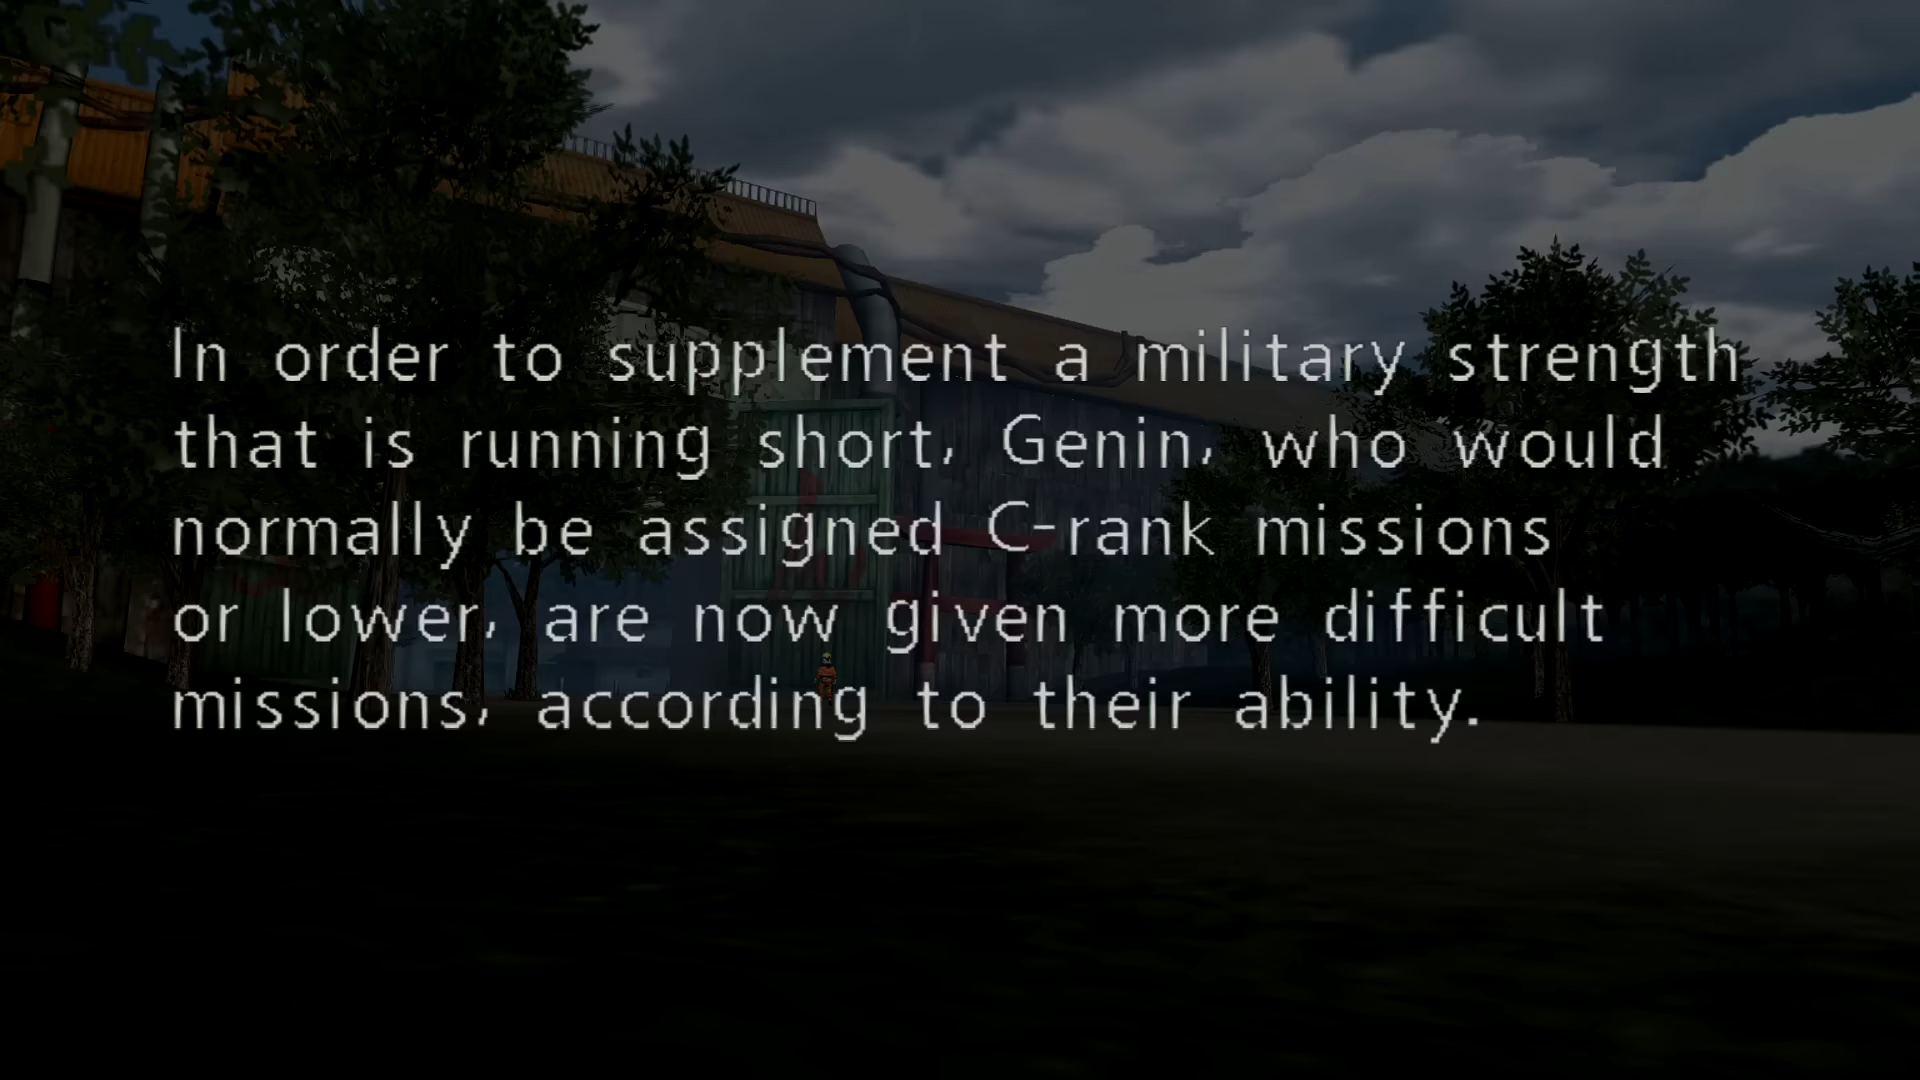 In order to supplement a military strength
that is running short, Genin, who would
normally be assigned C-rank missions
or lower, are now given more difficult
missions, according to their ability.